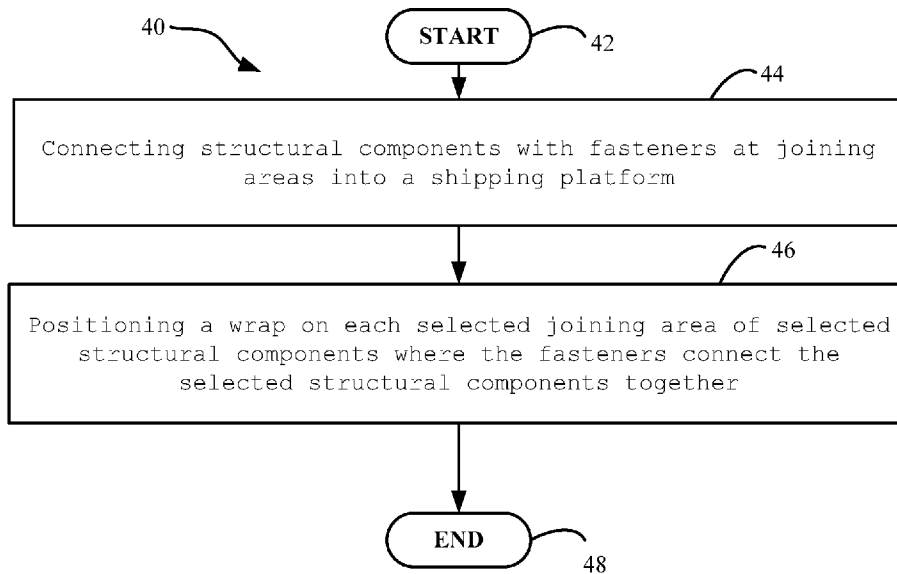 40
START
42
44
Connecting structural components with fasteners at joining
areas into a shipping platform
46
Positioning a wrap on each selected joining area of selected
structural components where the fasteners connect the
selected structural components together
END
48